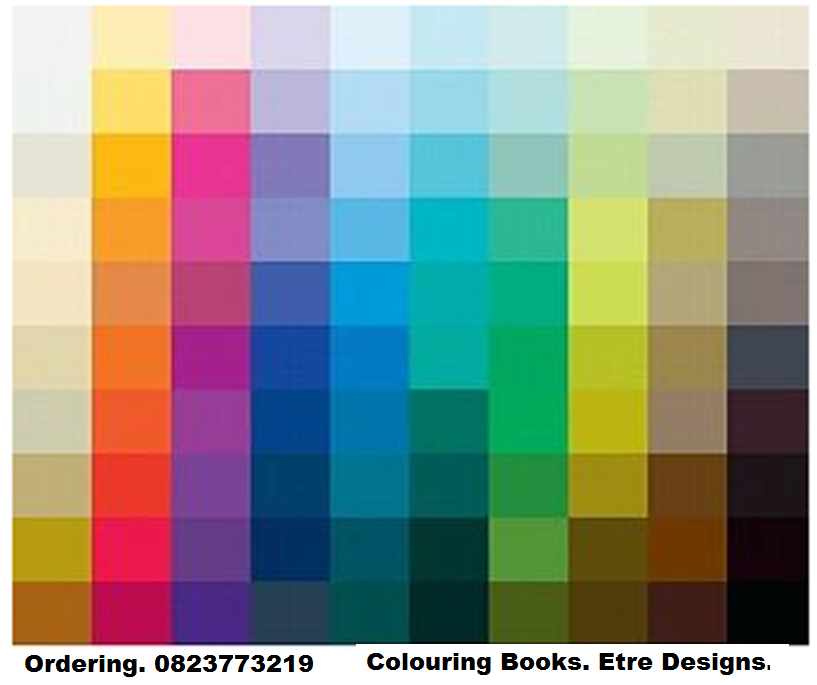 Ordering. 0823773219
Colouring Books. Etre Designs.